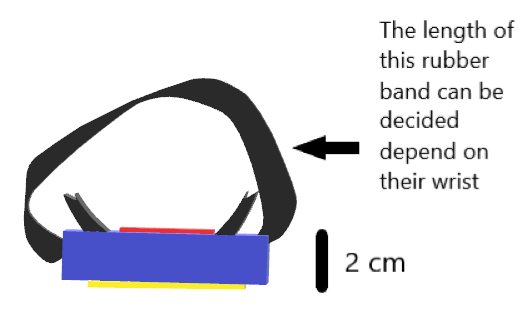 The length of
this rubber
band can be
decided
depend on
their wrist
2 cm